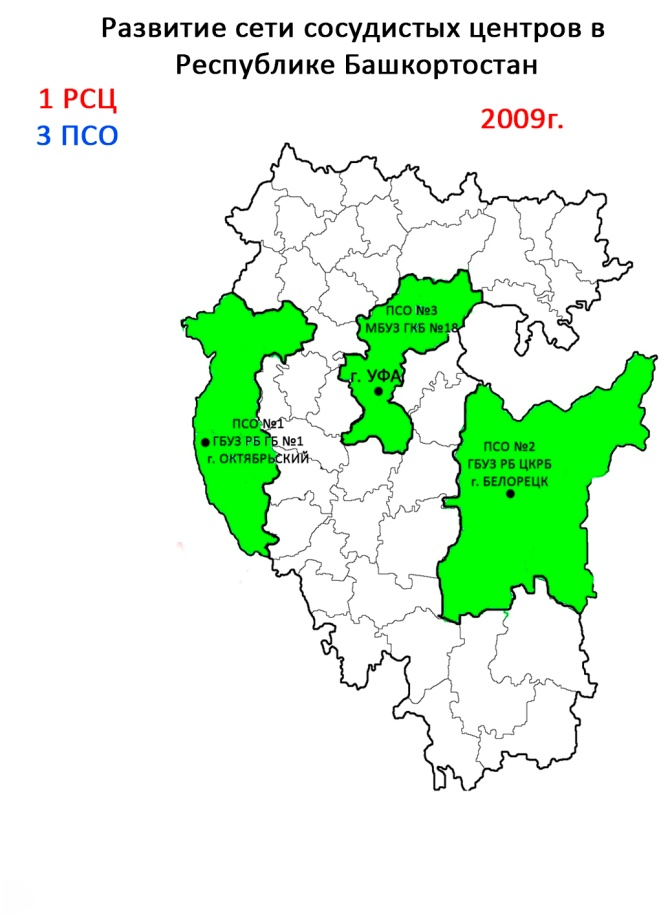 Развитие сети сосудистых центров в
Республике Башкортостан
1 РСЦ
3 ПСО
2009г.
ПСО №3
МБУЗ ГКБ №18
г. УФА
ПСО №1
ГБУЗ РБ ГБ №1
г. ОКТЯБРЬСКИЙ
ПСО №2
ГБУЗ РБ ЦКРБ
г. БЕЛОРЕЦК